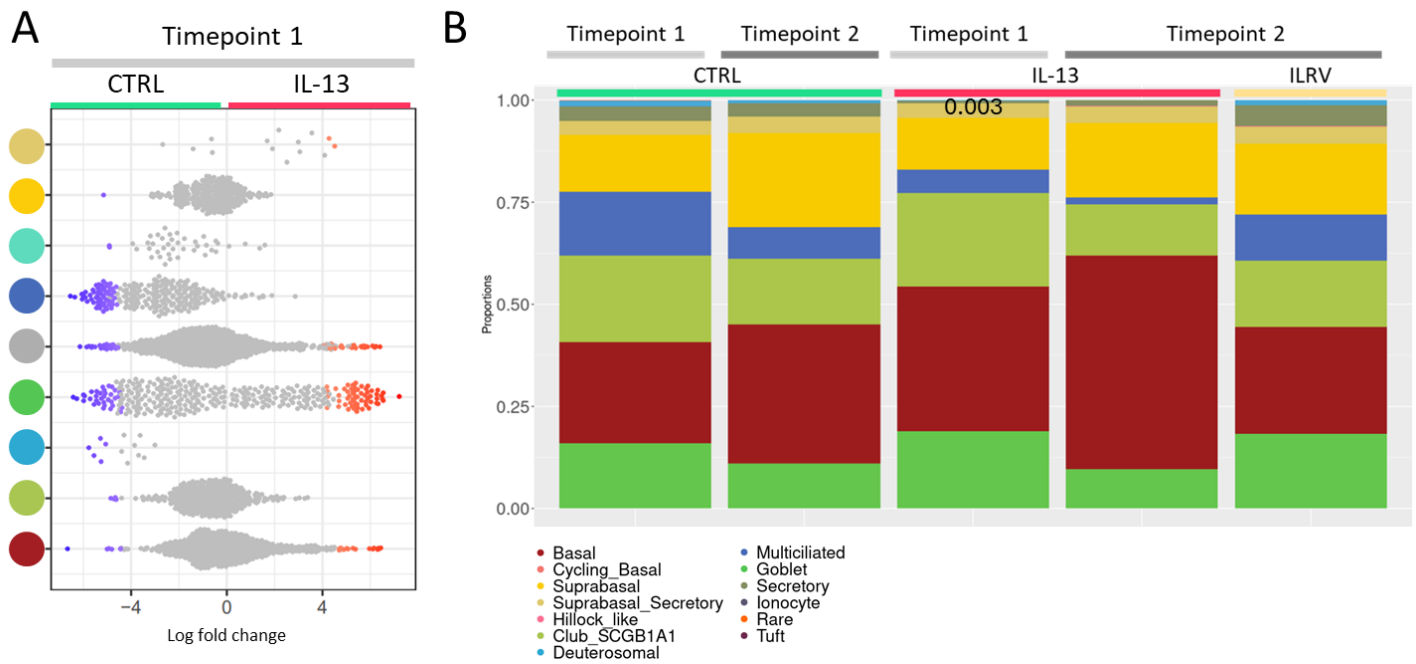 A
Timepoint 1
CTRL IL-13
−4 0 4
Log fold change
B
Timepoint 1 Timepoint 2 Timepoint 1 Timepoint 2
CTRL IL-13 ILRV
Proportions
1.00
0.75
0.50
0.25
0.00
0.003
Basal
Cycling_Basal
Suprabasal
Suprabasal_Secretory
Hillock_like
Club_SCGB1A1
Deuterosomal
Multiciliated
Goblet
Secretory
Ionocyte
Rare
Tuft